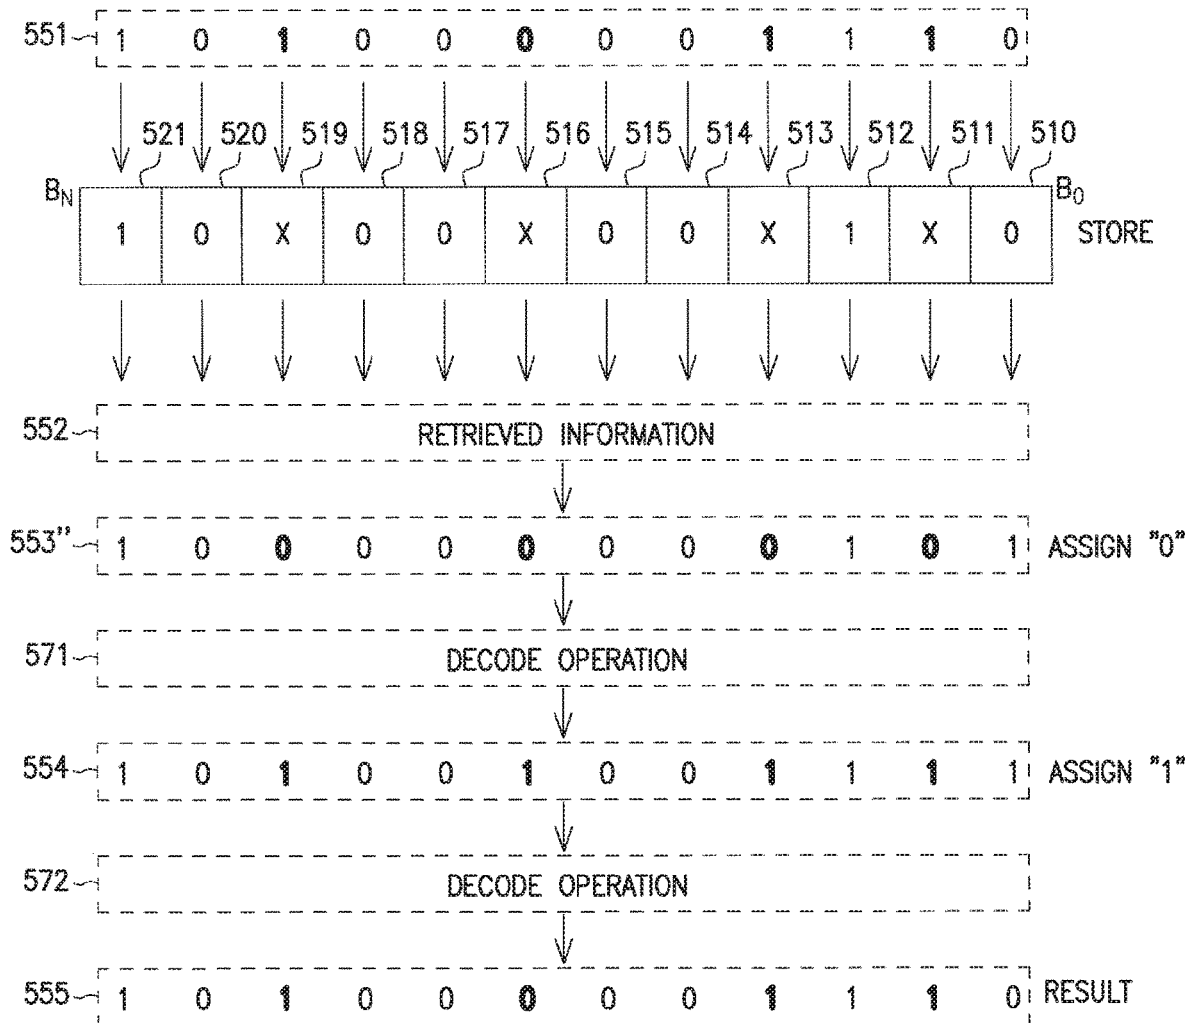 551 1 0 1 0 0 0 0 0 1 1 1 0
521 520 519 518 517 516 515 514 513 512 511 510
BN B0
1 0 X 0 0 X 0 0 X 1 X 0 STORE
552 RETRIEVED INFORMATION
553" 1 0 0 0 0 0 0 0 0 1 0 1 ASSIGN "0"
571 DECODE OPERATION
554 1 0 1 0 0 1 0 0 1 1 1 1 ASSIGN "1"
572 DECODE OPERATION
555 1 0 1 0 0 0 0 0 1 1 1 0 RESULT